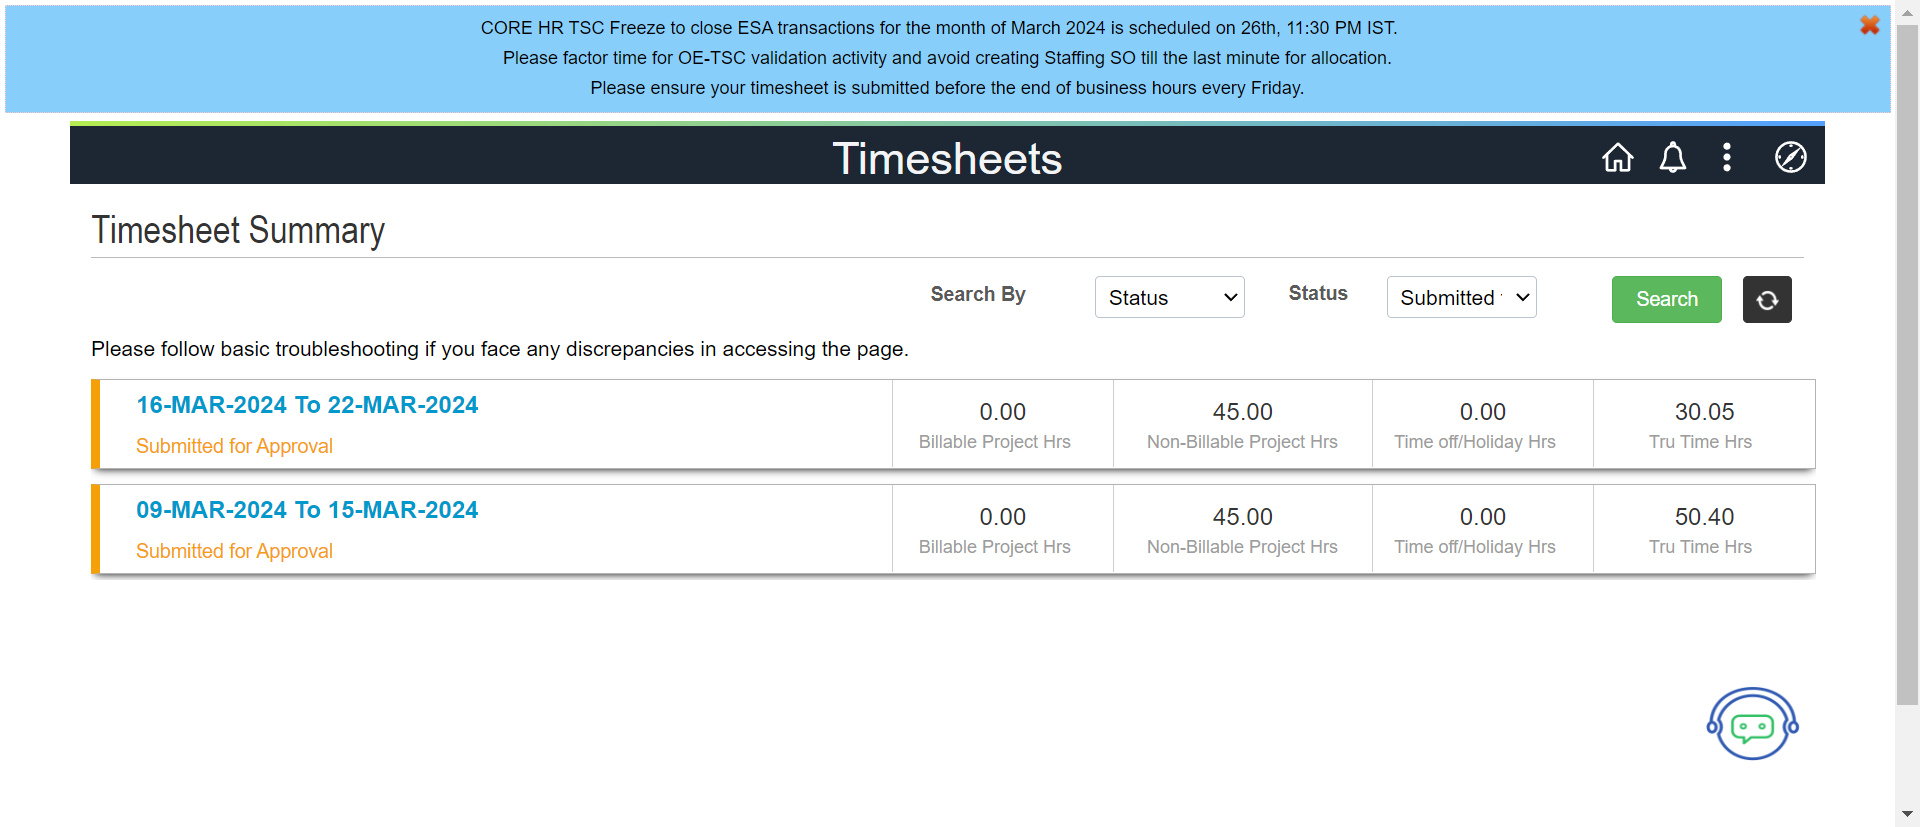 CORE HR TSC Freeze to close ESA transactions for the month of March 2024 is scheduled on 26th, 11:30 PM IST.
Please factor time for OE-TSC validation activity and avoid creating Staffing SO till the last minute for allocation.
Please ensure your timesheet is submitted before the end of business hours every Friday.
Timesheets
Timesheet Summary
Search By Status Status Submitted Search
Please follow basic troubleshooting if you face any discrepancies in accessing the page.
16-MAR-2024 To 22-MAR-2024 0.00 45.00 0.00 30.05
Submitted for Approval Billable Project Hrs Non-Billable Project Hrs Time off/Holiday Hrs Tru Time Hrs
09-MAR-2024 To 15-MAR-2024 0.00 45.00 0.00 50.40
Submitted for Approval Billable Project Hrs Non-Billable Project Hrs Time off/Holiday Hrs Tru Time Hrs